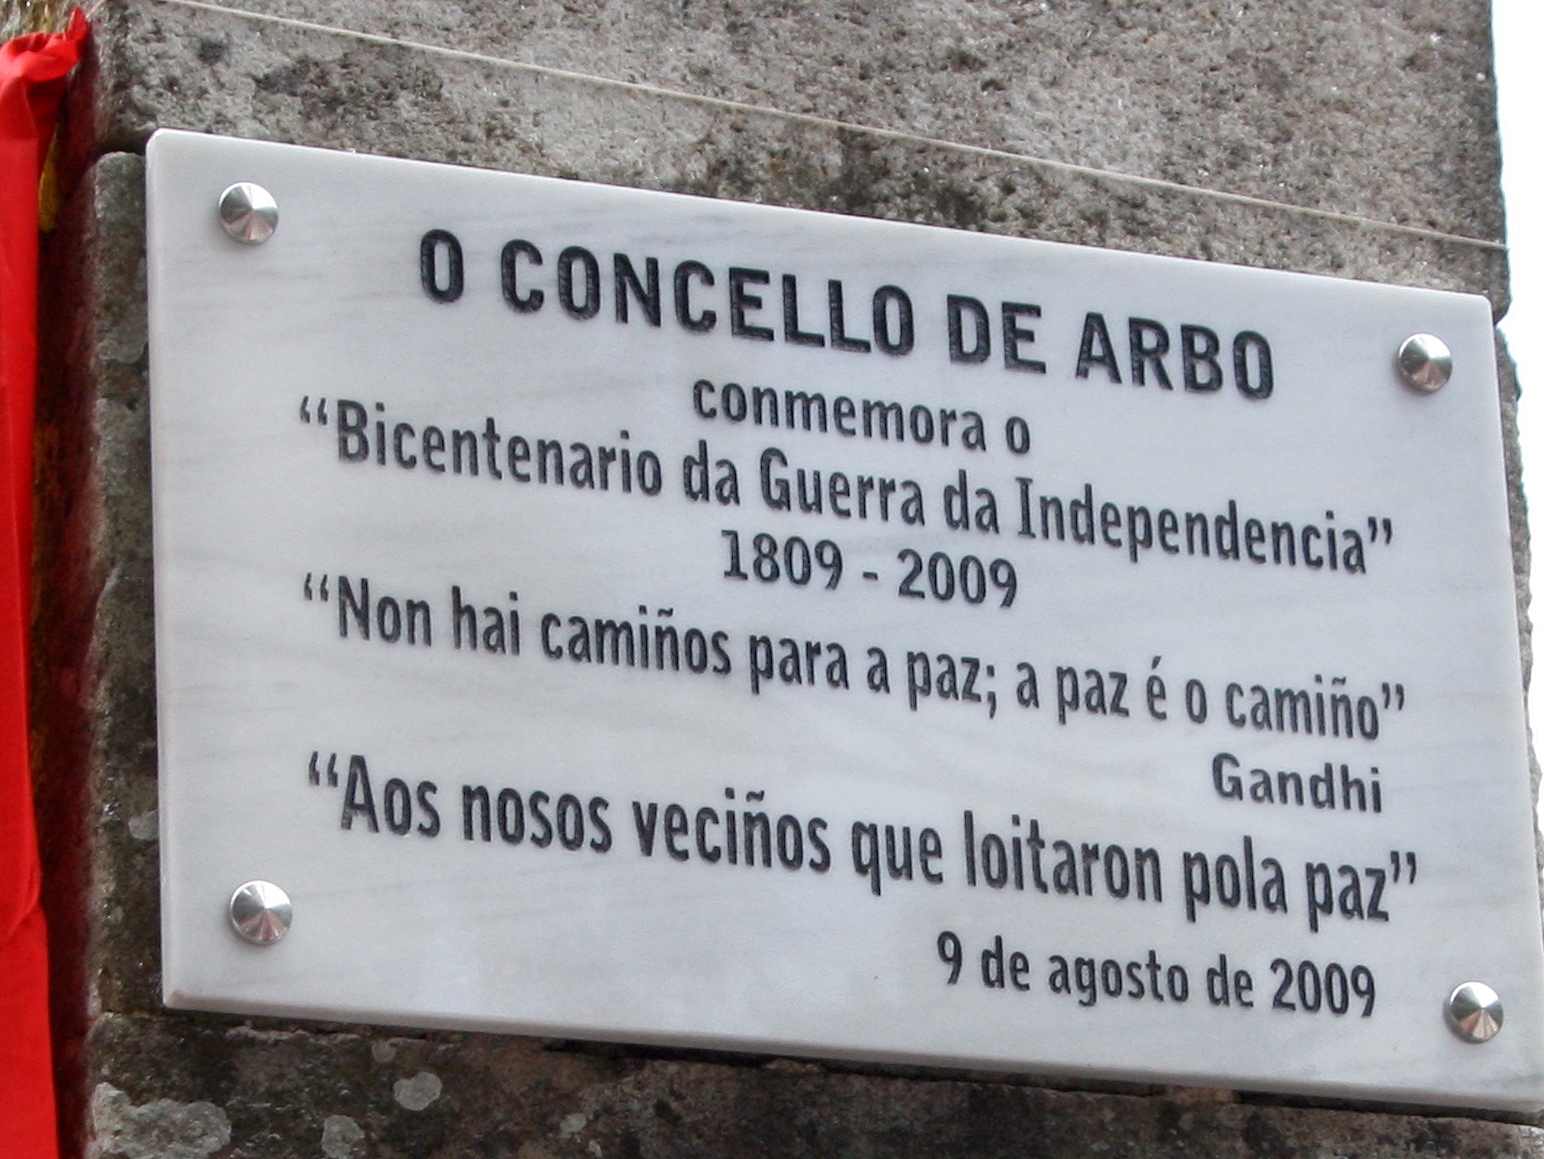 O CONCELLO DE ARBO
conmemora o
“Bicentenario da Guerra da Independencia”
1809 - 2009
“Non hai camiños para a paz; a paz é o camiño”
Gandhi
“Aos nosos veciños que loitaron pola paz”
9 de agosto de 2009